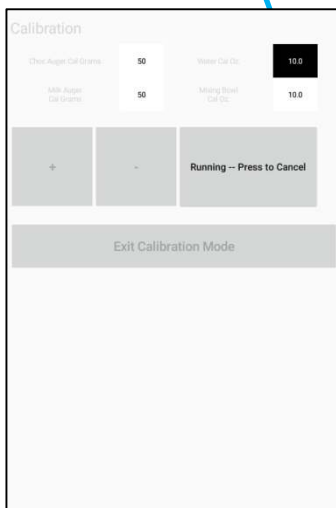 Calibration
Choc Auger Cal Grams: 50 Water Cal Oz: 10.0
Milk Auger
Cal Grams: 50
Mixing Bowl
Cal Oz: 10.0
+ - Running -- Press to Cancel
Exit Calibration Mode